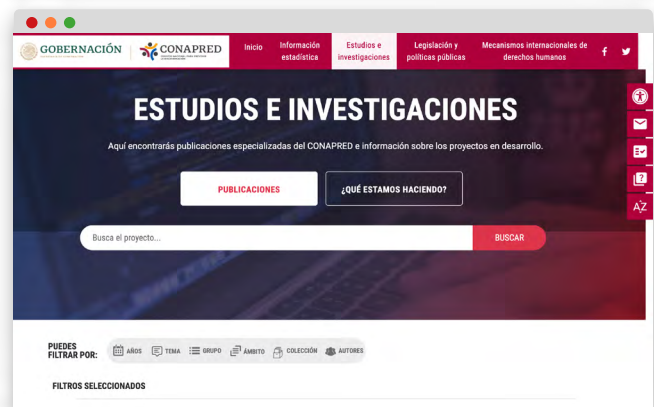 GOBERNACIÓN
CONAPRED
Inicio
Información
estadística
Estudios e
investigaciones
Legislación y
políticas públicas
Mecanismos internacionales de
derechos humanos
ESTUDIOS E INVESTIGACIONES
Aquí encontrarás publicaciones especializadas del CONAPRED e información sobre los proyectos en desarrollo.
PUBLICACIONES
¿QUÉ ESTAMOS HACIENDO?
Busca el proyecto...
BUSCAR
AZ
PUEDES
FILTRAR POR:
AÑOS
TEMA
GRUPO
ÁMBITO
COLECCIÓN
AUTORES
FILTROS SELECCIONADOS